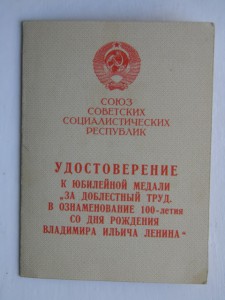 СОЮЗ
СОВЕТСКИХ
СОЦИАЛИСТИЧЕСКИХ
РЕСПУБЛИК
УДОСТОВЕРЕНИЕ
К ЮБИЛЕЙНОЙ МЕДАЛИ
„ЗА ДОБЛЕСТНЫЙ ТРУД.
В ОЗНАМЕНОВАНИЕ 100-летия
СО ДНЯ РОЖДЕНИЯ
ВЛАДИМИРА ИЛЬИЧА ЛЕНИНА“